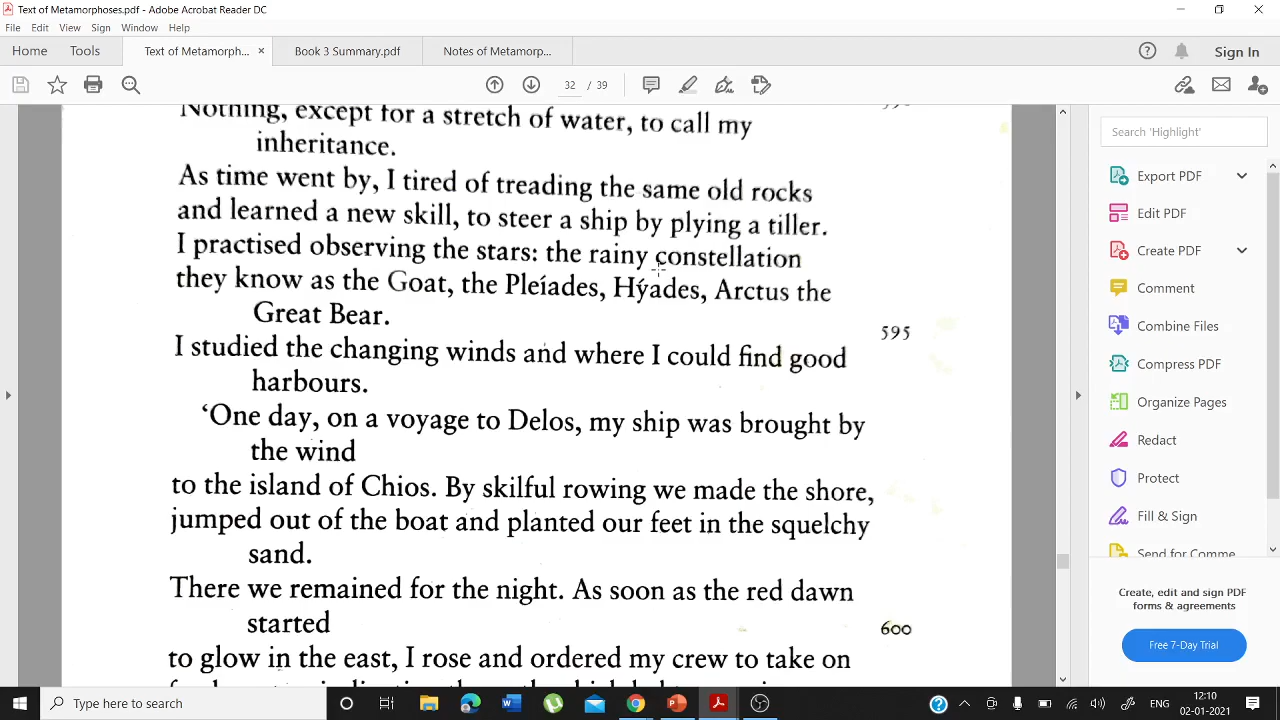 Text of Metamorphoses.pdf - Adobe Acrobat Reader DC
File Edit View Sign Window Help
Home Tools Text of Metamorph... × Book 3 Summary.pdf Notes of Metamorp... Sign In
32 / 39
Nothing, except for a stretch of water, to call my
inheritance.
As time went by, I tired of treading the same old rocks
and learned a new skill, to steer a ship by plying a tiller.
I practised observing the stars: the rainy constellation
they know as the Goat, the Pleíades, Hýades, Arctus the
Great Bear.
595
I studied the changing winds and where I could find good
harbours.
‘One day, on a voyage to Delos, my ship was brought by
the wind
to the island of Chios. By skilful rowing we made the shore,
jumped out of the boat and planted our feet in the squelchy
sand.
There we remained for the night. As soon as the red dawn
started
600
to glow in the east, I rose and ordered my crew to take on
Search 'Highlight'
Export PDF
Edit PDF
Create PDF
Comment
Combine Files
Compress PDF
Organize Pages
Redact
Protect
Fill & Sign
Send for Comme
Create, edit and sign PDF
forms & agreements
Free 7-Day Trial
Type here to search
ENG
12:10
02-01-2021